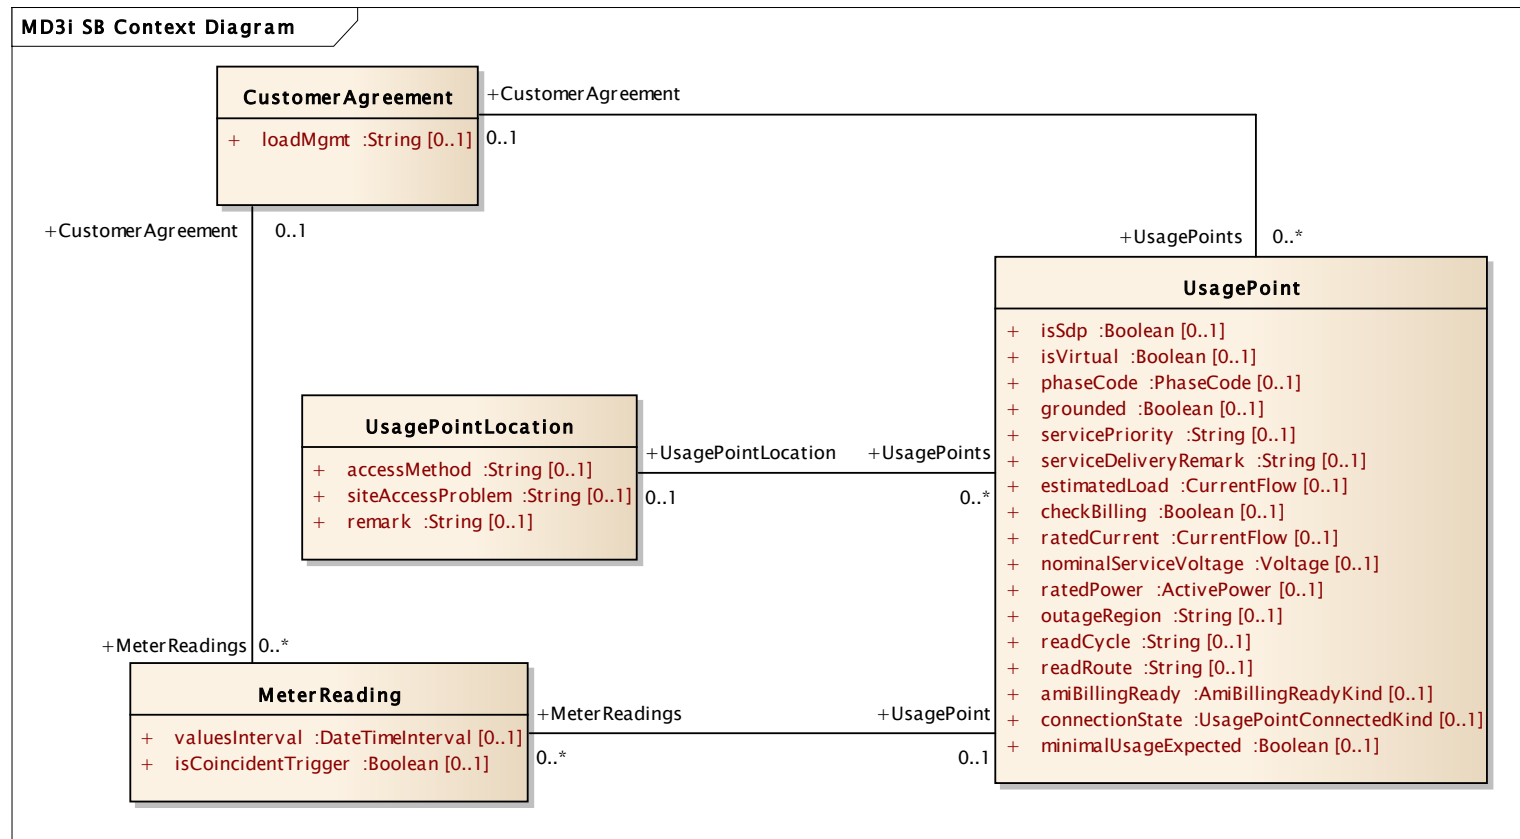 MD3i SB Context Diagram
CustomerAgreement
+ loadMgmt :String [0..1]
+CustomerAgreement
0..1
+CustomerAgreement
0..1
+UsagePoints
0..*
UsagePoint
+ isSdp :Boolean [0..1]
+ isVirtual :Boolean [0..1]
+ phaseCode :PhaseCode [0..1]
+ grounded :Boolean [0..1]
+ servicePriority :String [0..1]
+ serviceDeliveryRemark :String [0..1]
+ estimatedLoad :CurrentFlow [0..1]
+ checkBilling :Boolean [0..1]
+ ratedCurrent :CurrentFlow [0..1]
+ nominalServiceVoltage :Voltage [0..1]
+ ratedPower :ActivePower [0..1]
+ outageRegion :String [0..1]
+ readCycle :String [0..1]
+ readRoute :String [0..1]
+ amiBillingReady :AmiBillingReadyKind [0..1]
+ connectionState :UsagePointConnectedKind [0..1]
+ minimalUsageExpected :Boolean [0..1]
UsagePointLocation
+ accessMethod :String [0..1]
+ siteAccessProblem :String [0..1]
+ remark :String [0..1]
+UsagePointLocation
0..1
+UsagePoints
0..*
+MeterReadings
0..*
MeterReading
+ valuesInterval :DateTimeInterval [0..1]
+ isCoincidentTrigger :Boolean [0..1]
+MeterReadings
0..*
+UsagePoint
0..1